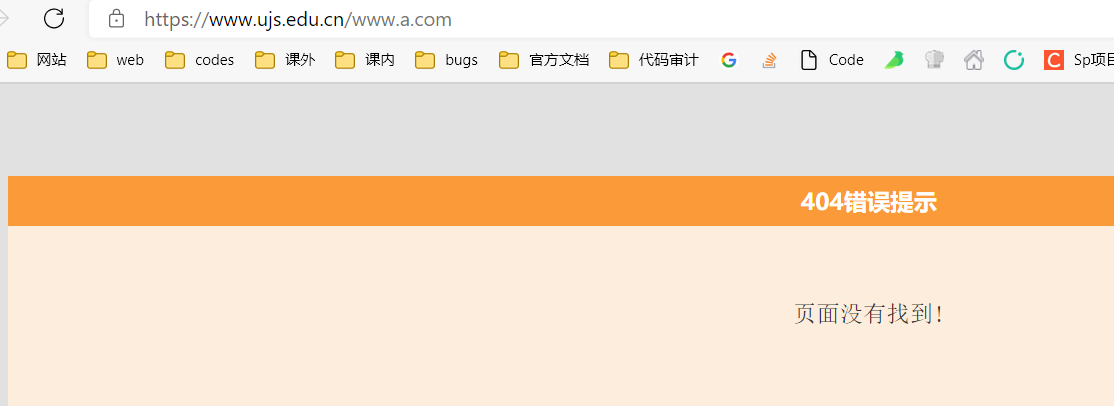 https://www.ujs.edu.cn/www.a.com
网站 web codes 课外 课内 bugs 官方文档 代码审计 Code Sp项目
404错误提示
页面没有找到!